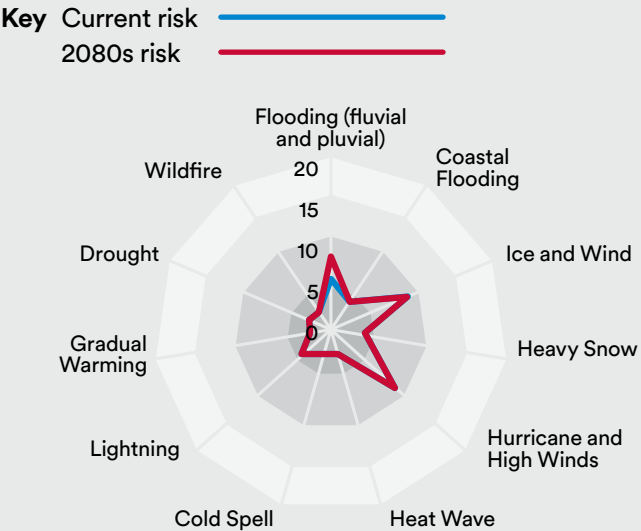 Key Current risk
2080s risk
Flooding (fluvial
and pluvial)
Coastal
Flooding
Wildfire
20
15
Drought
10
Ice and Wind
5
0
Gradual
Warming
Heavy Snow
Lightning
Hurricane and
High Winds
Cold Spell
Heat Wave